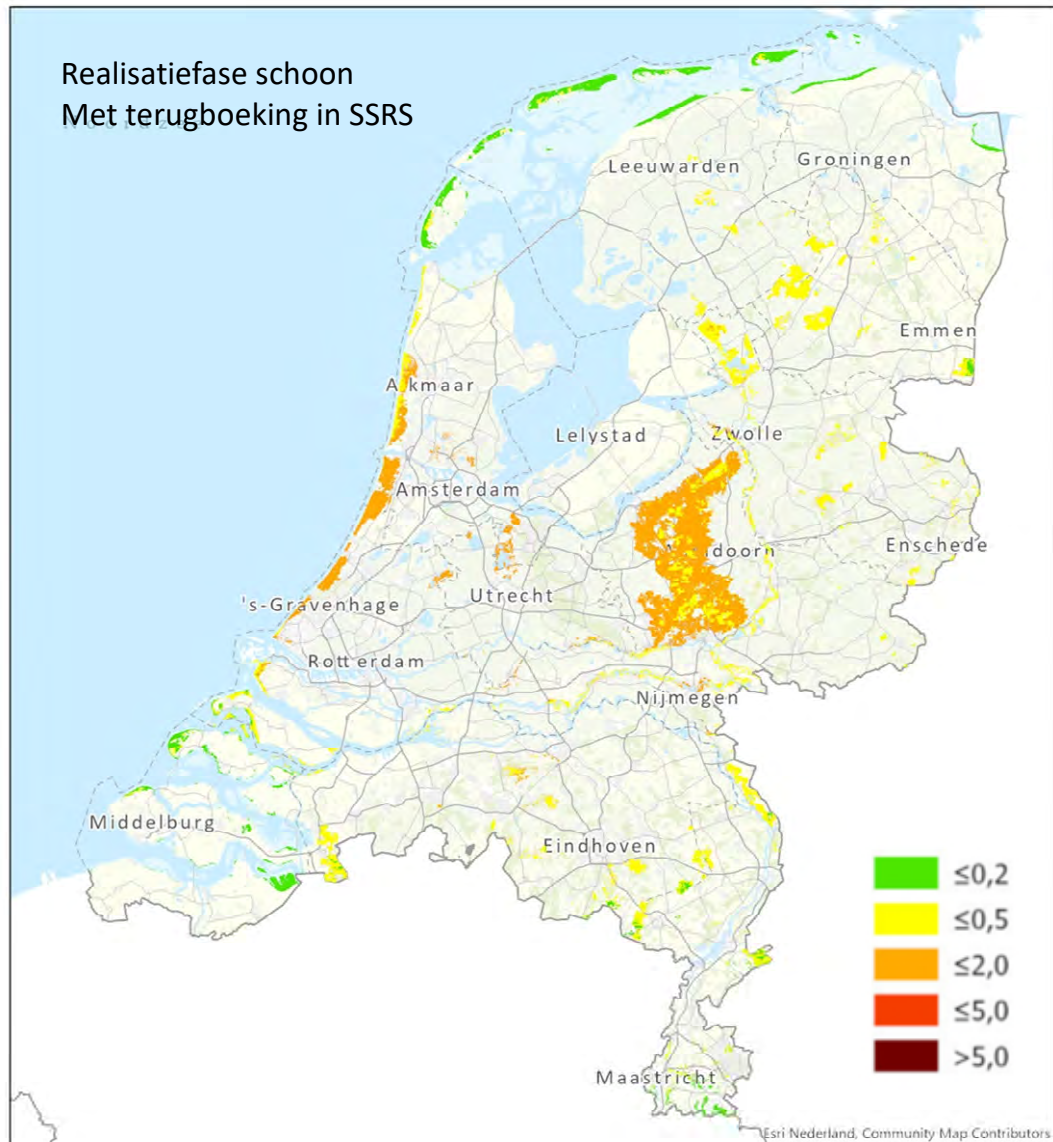 Realisatiefase schoon
Met terugboeking in SSRS
Leeuwarden
Groningen
Emmen
Alkmaar
Lelystad
Zwolle
Amsterdam
Enschede
Utrecht
's-Gravenhage
Rotterdam
Nijmegen
Middelburg
Eindhoven
Maastricht
≤0,2
≤0,5
≤2,0
≤5,0
>5,0
Esri Nederland, Community Map Contributors